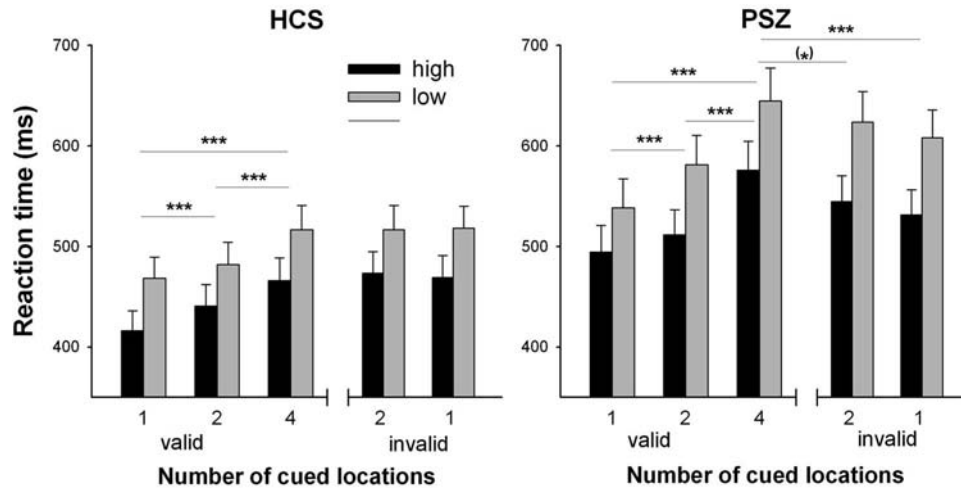 HCS
PSZ
700
600
500
400
Reaction time (ms)
high
low
***
***
***
1 2 4 2 1
valid invalid
Number of cued locations
700
600
500
400
***
(*)
***
***
***
1 2 4 2 1
valid invalid
Number of cued locations